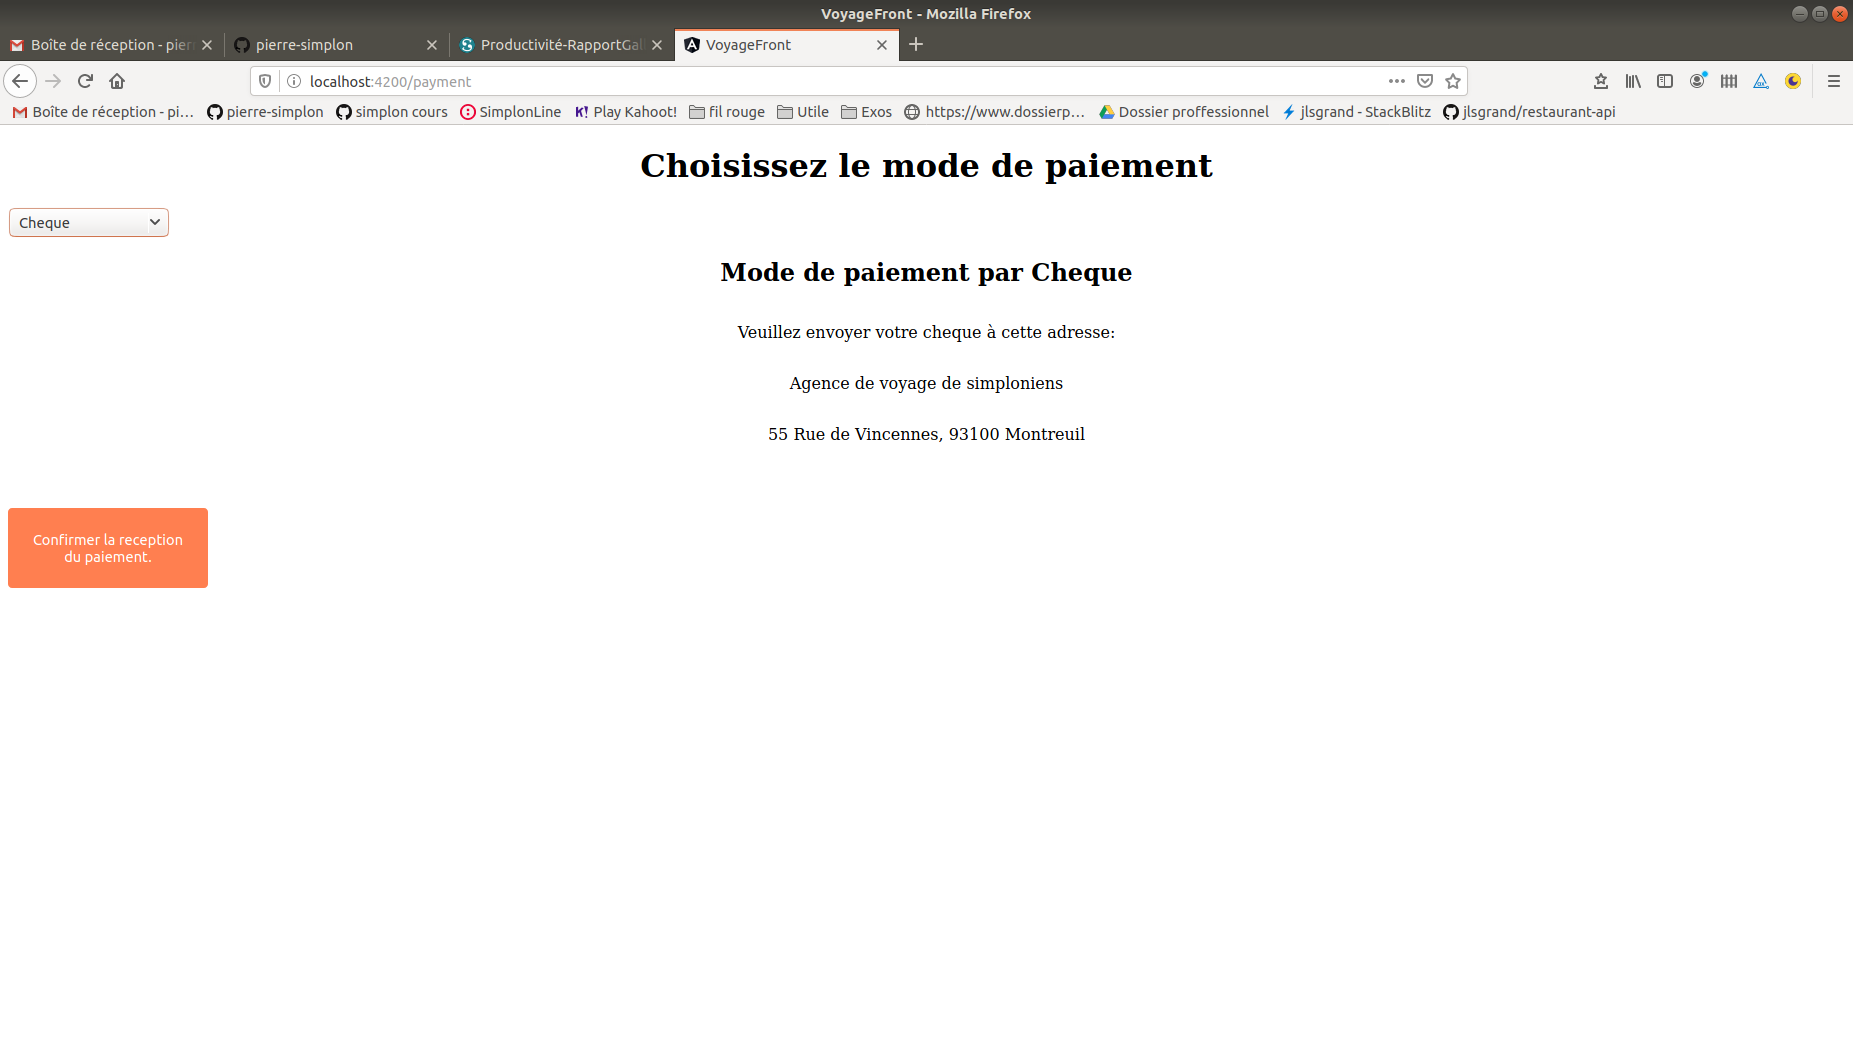 VoyageFront - Mozilla Firefox
Boîte de réception - pier
pierre-simplon
Productivité-RapportGal
VoyageFront
localhost:4200/payment
Boîte de réception - pi…
pierre-simplon
simplon cours
SimplonLine
K! Play Kahoot!
fil rouge
Utile
Exos
https://www.dossierp…
Dossier proffessionnel
jlsgrand - StackBlitz
jlsgrand/restaurant-api
Choisissez le mode de paiement
Cheque
Mode de paiement par Cheque
Veuillez envoyer votre cheque à cette adresse:
Agence de voyage de simploniens
55 Rue de Vincennes, 93100 Montreuil
Confirmer la reception
du paiement.